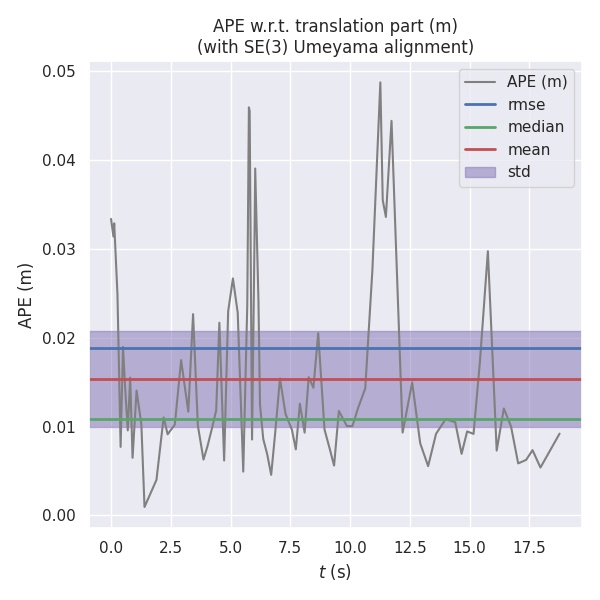 APE w.r.t. translation part (m)
(with SE(3) Umeyama alignment)
APE (m)
rmse
median
mean
std
APE (m)
0.05
0.04
0.03
0.02
0.01
0.00
0.0 2.5 5.0 7.5 10.0 12.5 15.0 17.5
t (s)